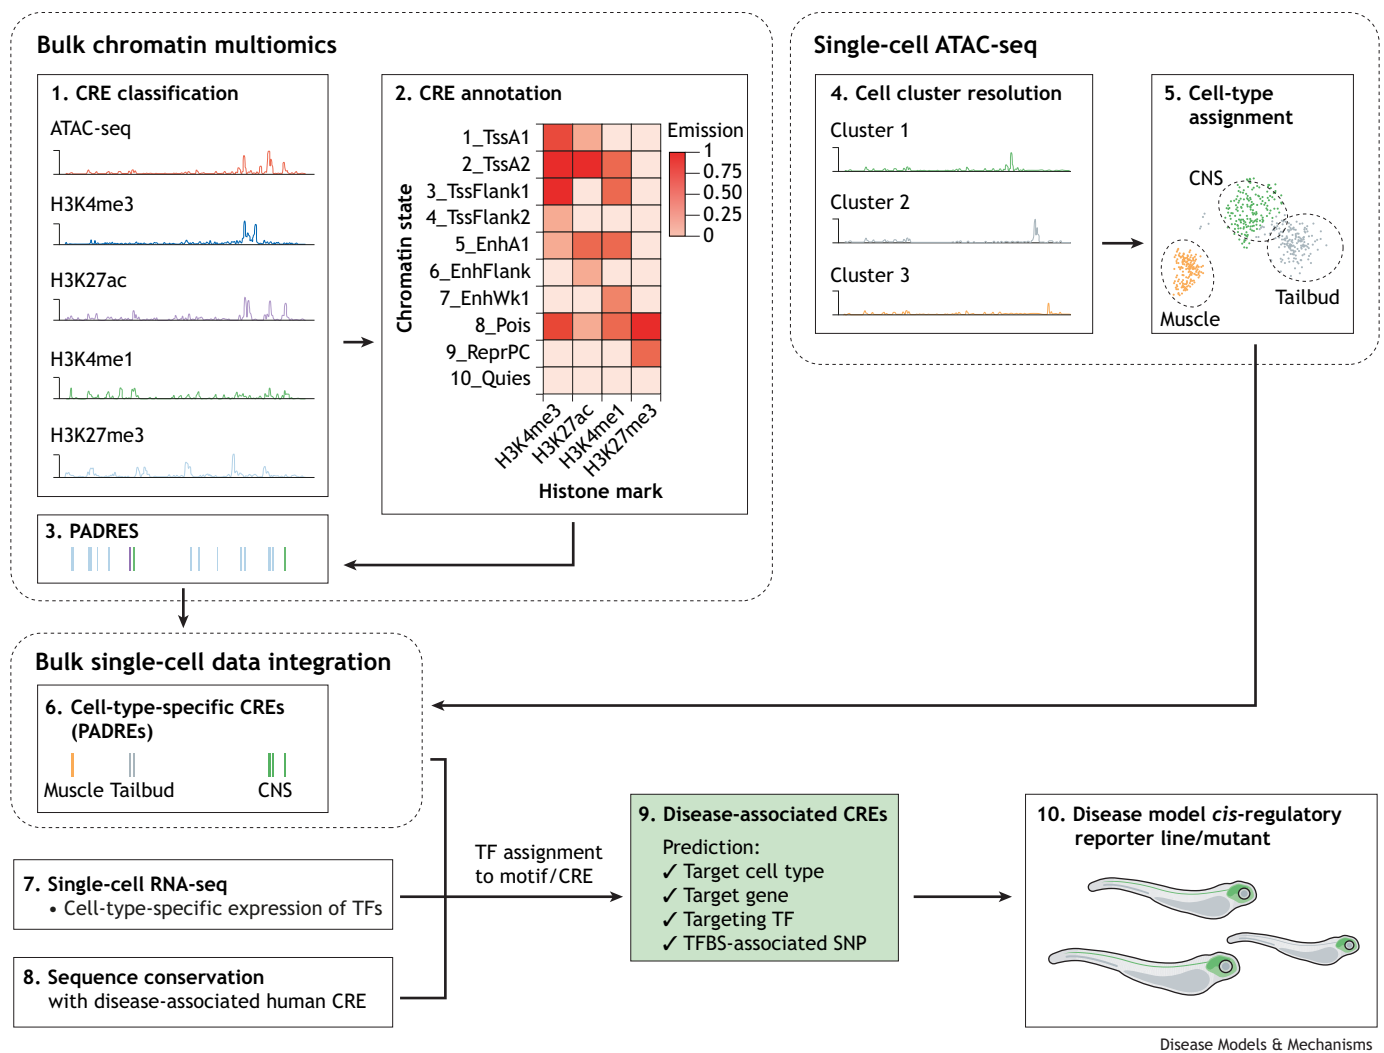 Bulk chromatin multiomics
1. CRE classification
ATAC-seq
H3K4me3
H3K27ac
H3K4me1
H3K27me3
2. CRE annotation
Chromatin state
1_TssA1
2_TssA2
3_TssFlank1
4_TssFlank2
5_EnhA1
6_EnhFlank
7_EnhWk1
8_Pois
9_ReprPC
10_Quies
H3K4me3
H3K27ac
H3K4me1
H3K27me3
Histone mark
Emission
1
0.75
0.50
0.25
0
3. PADRES
Single-cell ATAC-seq
4. Cell cluster resolution
Cluster 1
Cluster 2
Cluster 3
5. Cell-type
assignment
CNS
Tailbud
Muscle
Bulk single-cell data integration
6. Cell-type-specific CREs
(PADREs)
Muscle Tailbud CNS
7. Single-cell RNA-seq
• Cell-type-specific expression of TFs
8. Sequence conservation
with disease-associated human CRE
TF assignment
to motif/CRE
9. Disease-associated CREs
Prediction:
✓ Target cell type
✓ Target gene
✓ Targeting TF
✓ TFBS-associated SNP
10. Disease model cis-regulatory
reporter line/mutant
Disease Models & Mechanisms